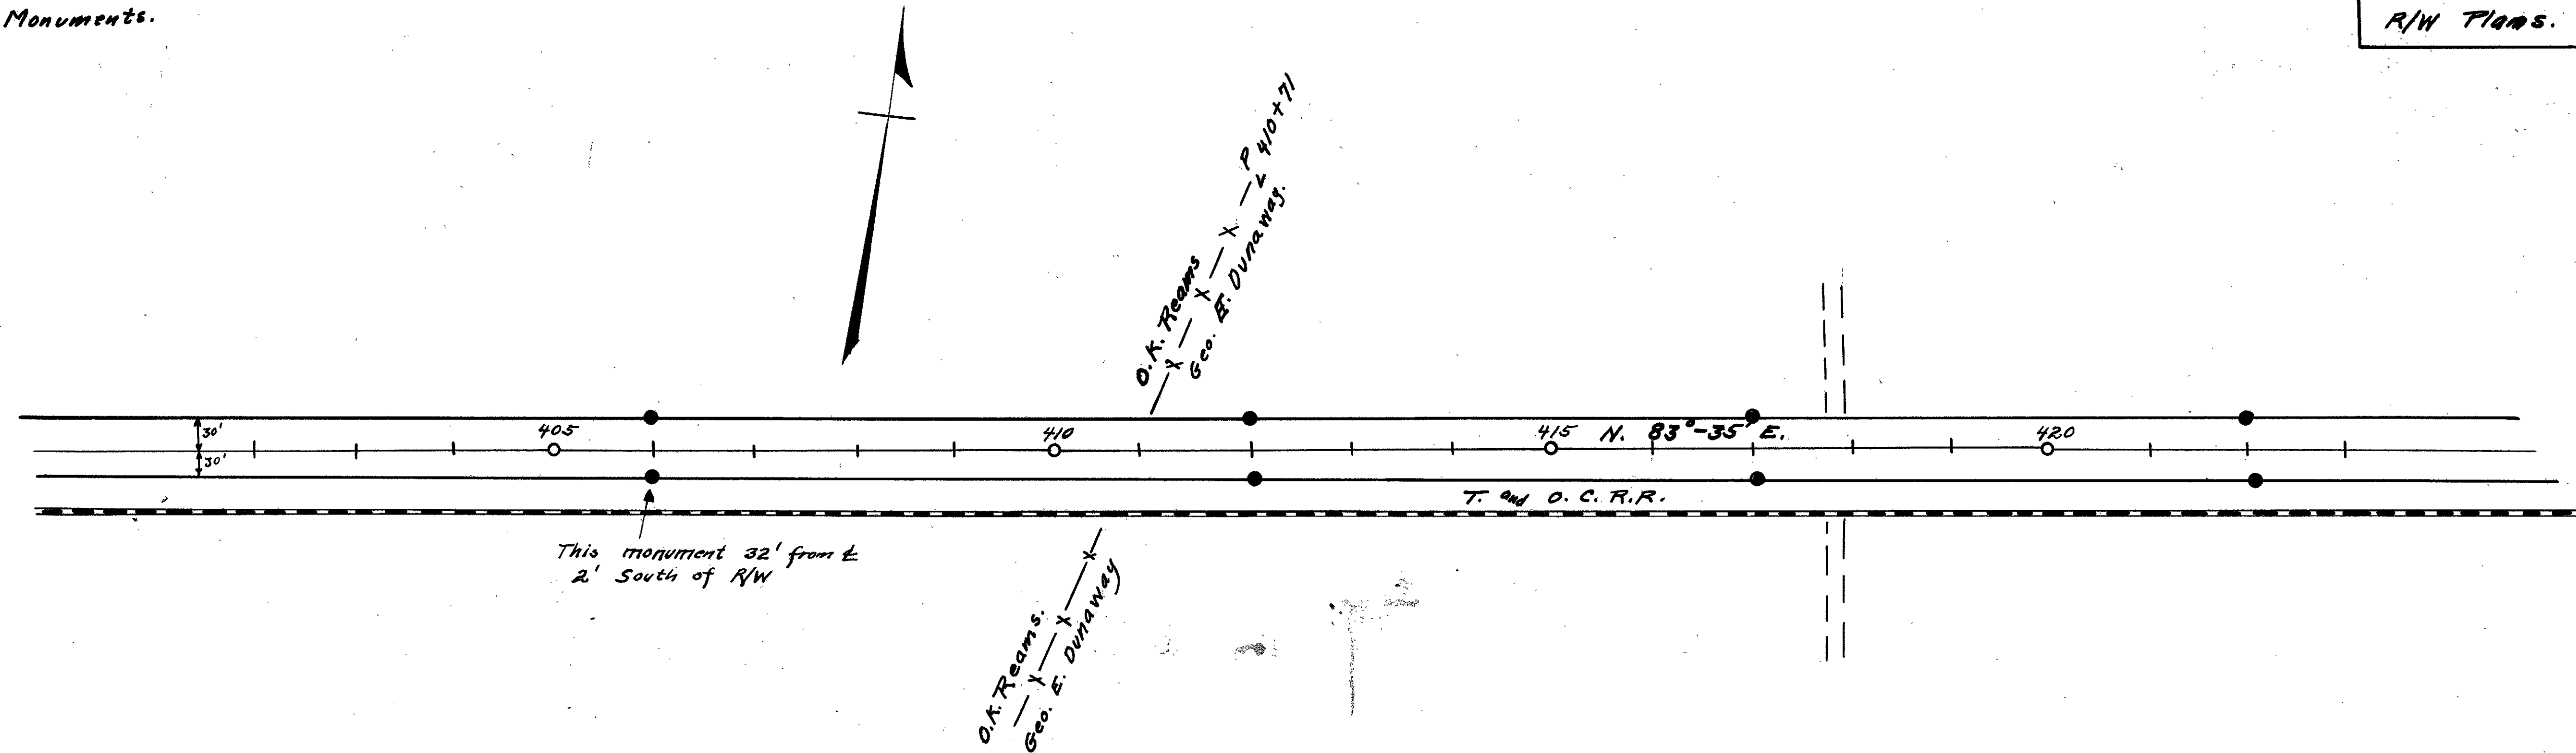 Monuments.
R/W Plans.
P
L 410+71
O.K. Reams
Geo. E. Dunaway.
30'
30'
405
410
415
N. 83°-35' E.
420
T. and O. C. R.R.
This monument 32' from ℄
2' South of R/W
O.K. Reams.
Geo. E. Dunaway